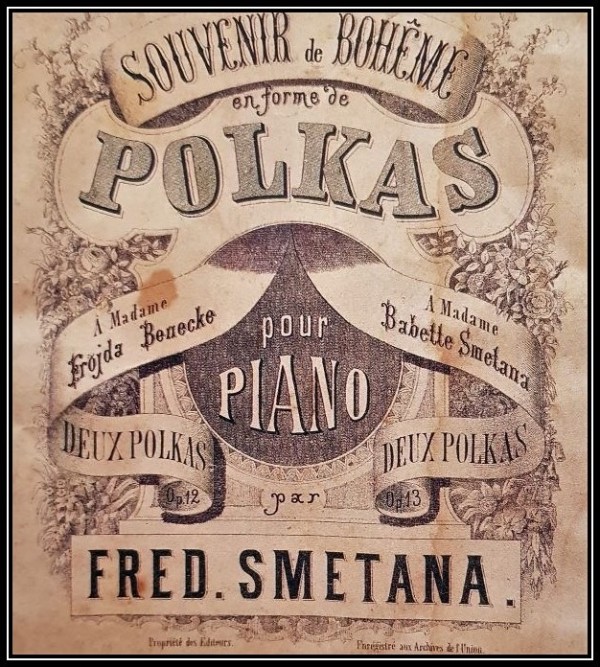 SOUVENIR de BOHÊME
en forme de
POLKAS
À Madame
Frojda Benecke
DEUX POLKAS
Op.12
pour
PIANO
par
À Madame
Babette Smetana
DEUX POLKAS
Op.13
FRED. SMETANA.
Propriété des Editeurs.
Enregistré aux Archives de l'Union.